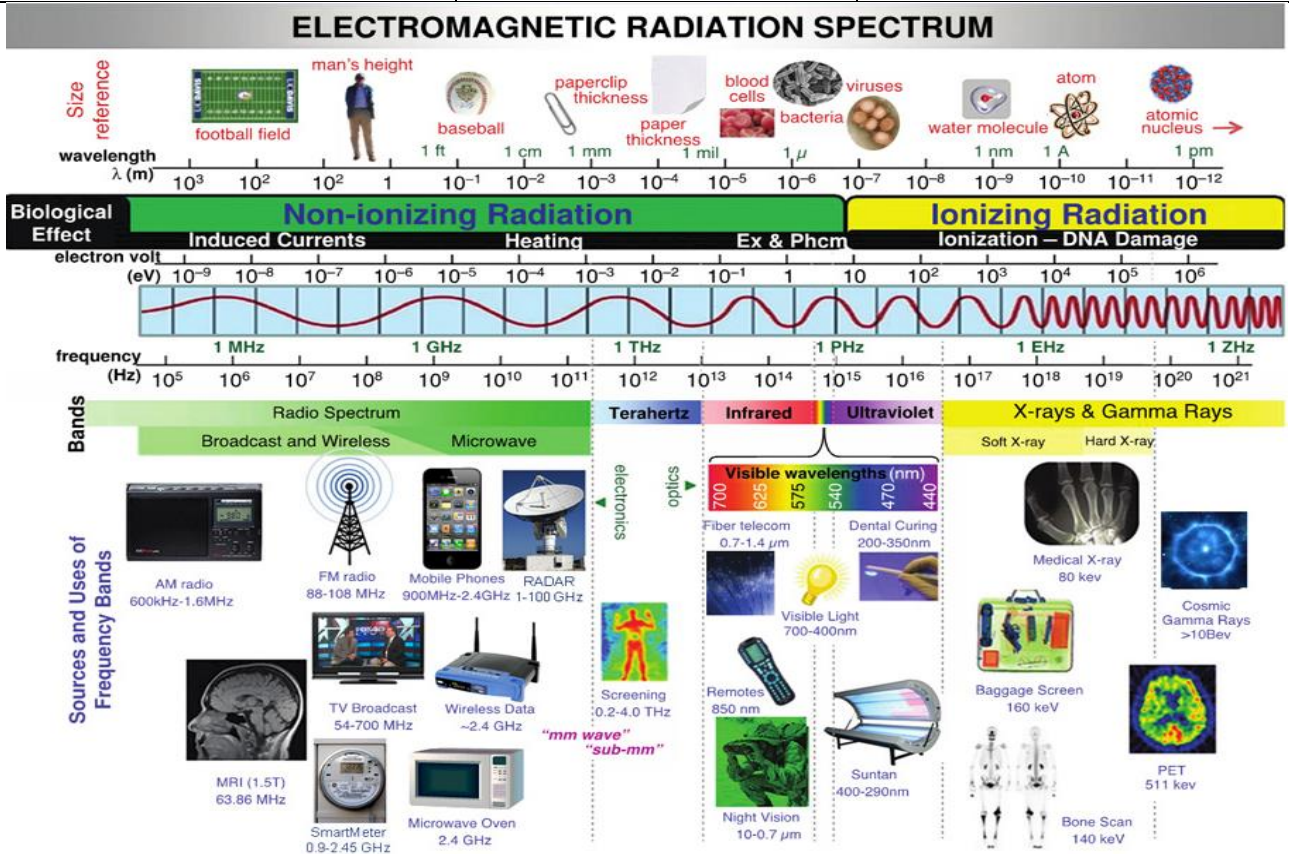 ELECTROMAGNETIC RADIATION SPECTRUM
Size
reference
football field
man's height
baseball
paperclip
thickness
paper
thickness
blood
cells
bacteria
viruses
water molecule
atom
atomic
nucleus
wavelength
λ (m)
1 ft 1 cm 1 mm 1 mil 1 µ 1 nm 1 A 1 pm
10³ 10² 10² 1 10⁻¹ 10⁻² 10⁻³ 10⁻⁴ 10⁻⁵ 10⁻⁶ 10⁻⁷ 10⁻⁸ 10⁻⁹ 10⁻¹⁰ 10⁻¹¹ 10⁻¹²
Biological
Effect
Non-ionizing Radiation
Ionizing Radiation
Induced Currents Heating Ex & Phcm Ionization – DNA Damage
electron volt
(eV) 10⁻⁹ 10⁻⁸ 10⁻⁷ 10⁻⁶ 10⁻⁵ 10⁻⁴ 10⁻³ 10⁻² 10⁻¹ 1 10 10² 10³ 10⁴ 10⁵ 10⁶
frequency
(Hz)
1 MHz 1 GHz 1 THz 1 PHz 1 EHz 1 ZHz
10⁵ 10⁶ 10⁷ 10⁸ 10⁹ 10¹⁰ 10¹¹ 10¹² 10¹³ 10¹⁴ 10¹⁵ 10¹⁶ 10¹⁷ 10¹⁸ 10¹⁹ 10²⁰ 10²¹
Bands
Radio Spectrum Terahertz Infrared Ultraviolet X-rays & Gamma Rays
Broadcast and Wireless Microwave Soft X-ray Hard X-ray
electronics
optics
Visible wavelengths (nm)
700 625 575 540 470 440
Sources and Uses of
Frequency Bands
AM radio
600kHz-1.6MHz
FM radio
88-108 MHz
Mobile Phones
900MHz-2.4GHz
RADAR
1-100 GHz
Fiber telecom
0.7-1.4 µm
Dental Curing
200-350nm
Visible Light
700-400nm
Medical X-ray
80 kev
Cosmic
Gamma Rays
>10Bev
MRI (1.5T)
63.86 MHz
TV Broadcast
54-700 MHz
Wireless Data
~2.4 GHz
Screening
0.2-4.0 THz
"mm wave"
"sub-mm"
Remotes
850 nm
Baggage Screen
160 keV
SmartMeter
0.9-2.45 GHz
Microwave Oven
2.4 GHz
Night Vision
10-0.7 µm
Suntan
400-290nm
Bone Scan
140 keV
PET
511 kev